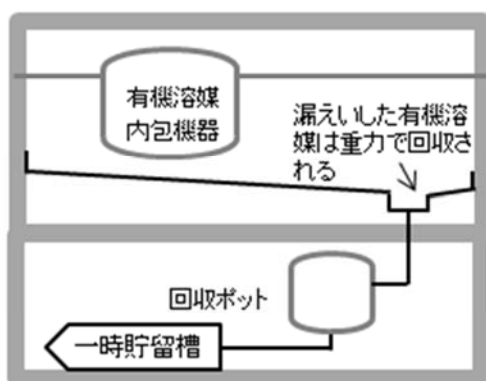 有機溶媒
内包機器
漏えいした有機溶
媒は重力で回収さ
れる
回収ポット
一時貯留槽